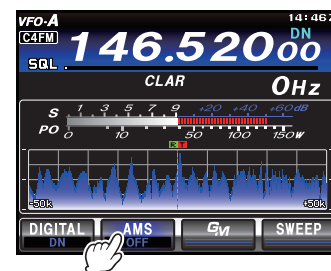 VFO-A 14:46Z
C4FM 146.52000 DN
SQL
CLAR 0Hz
S 1 3 5 7 9 +20 +40 +60dB
PO 0 10 50 100 150W
R T
-50k +50k
DIGITAL AMS GM SWEEP
DN OFF